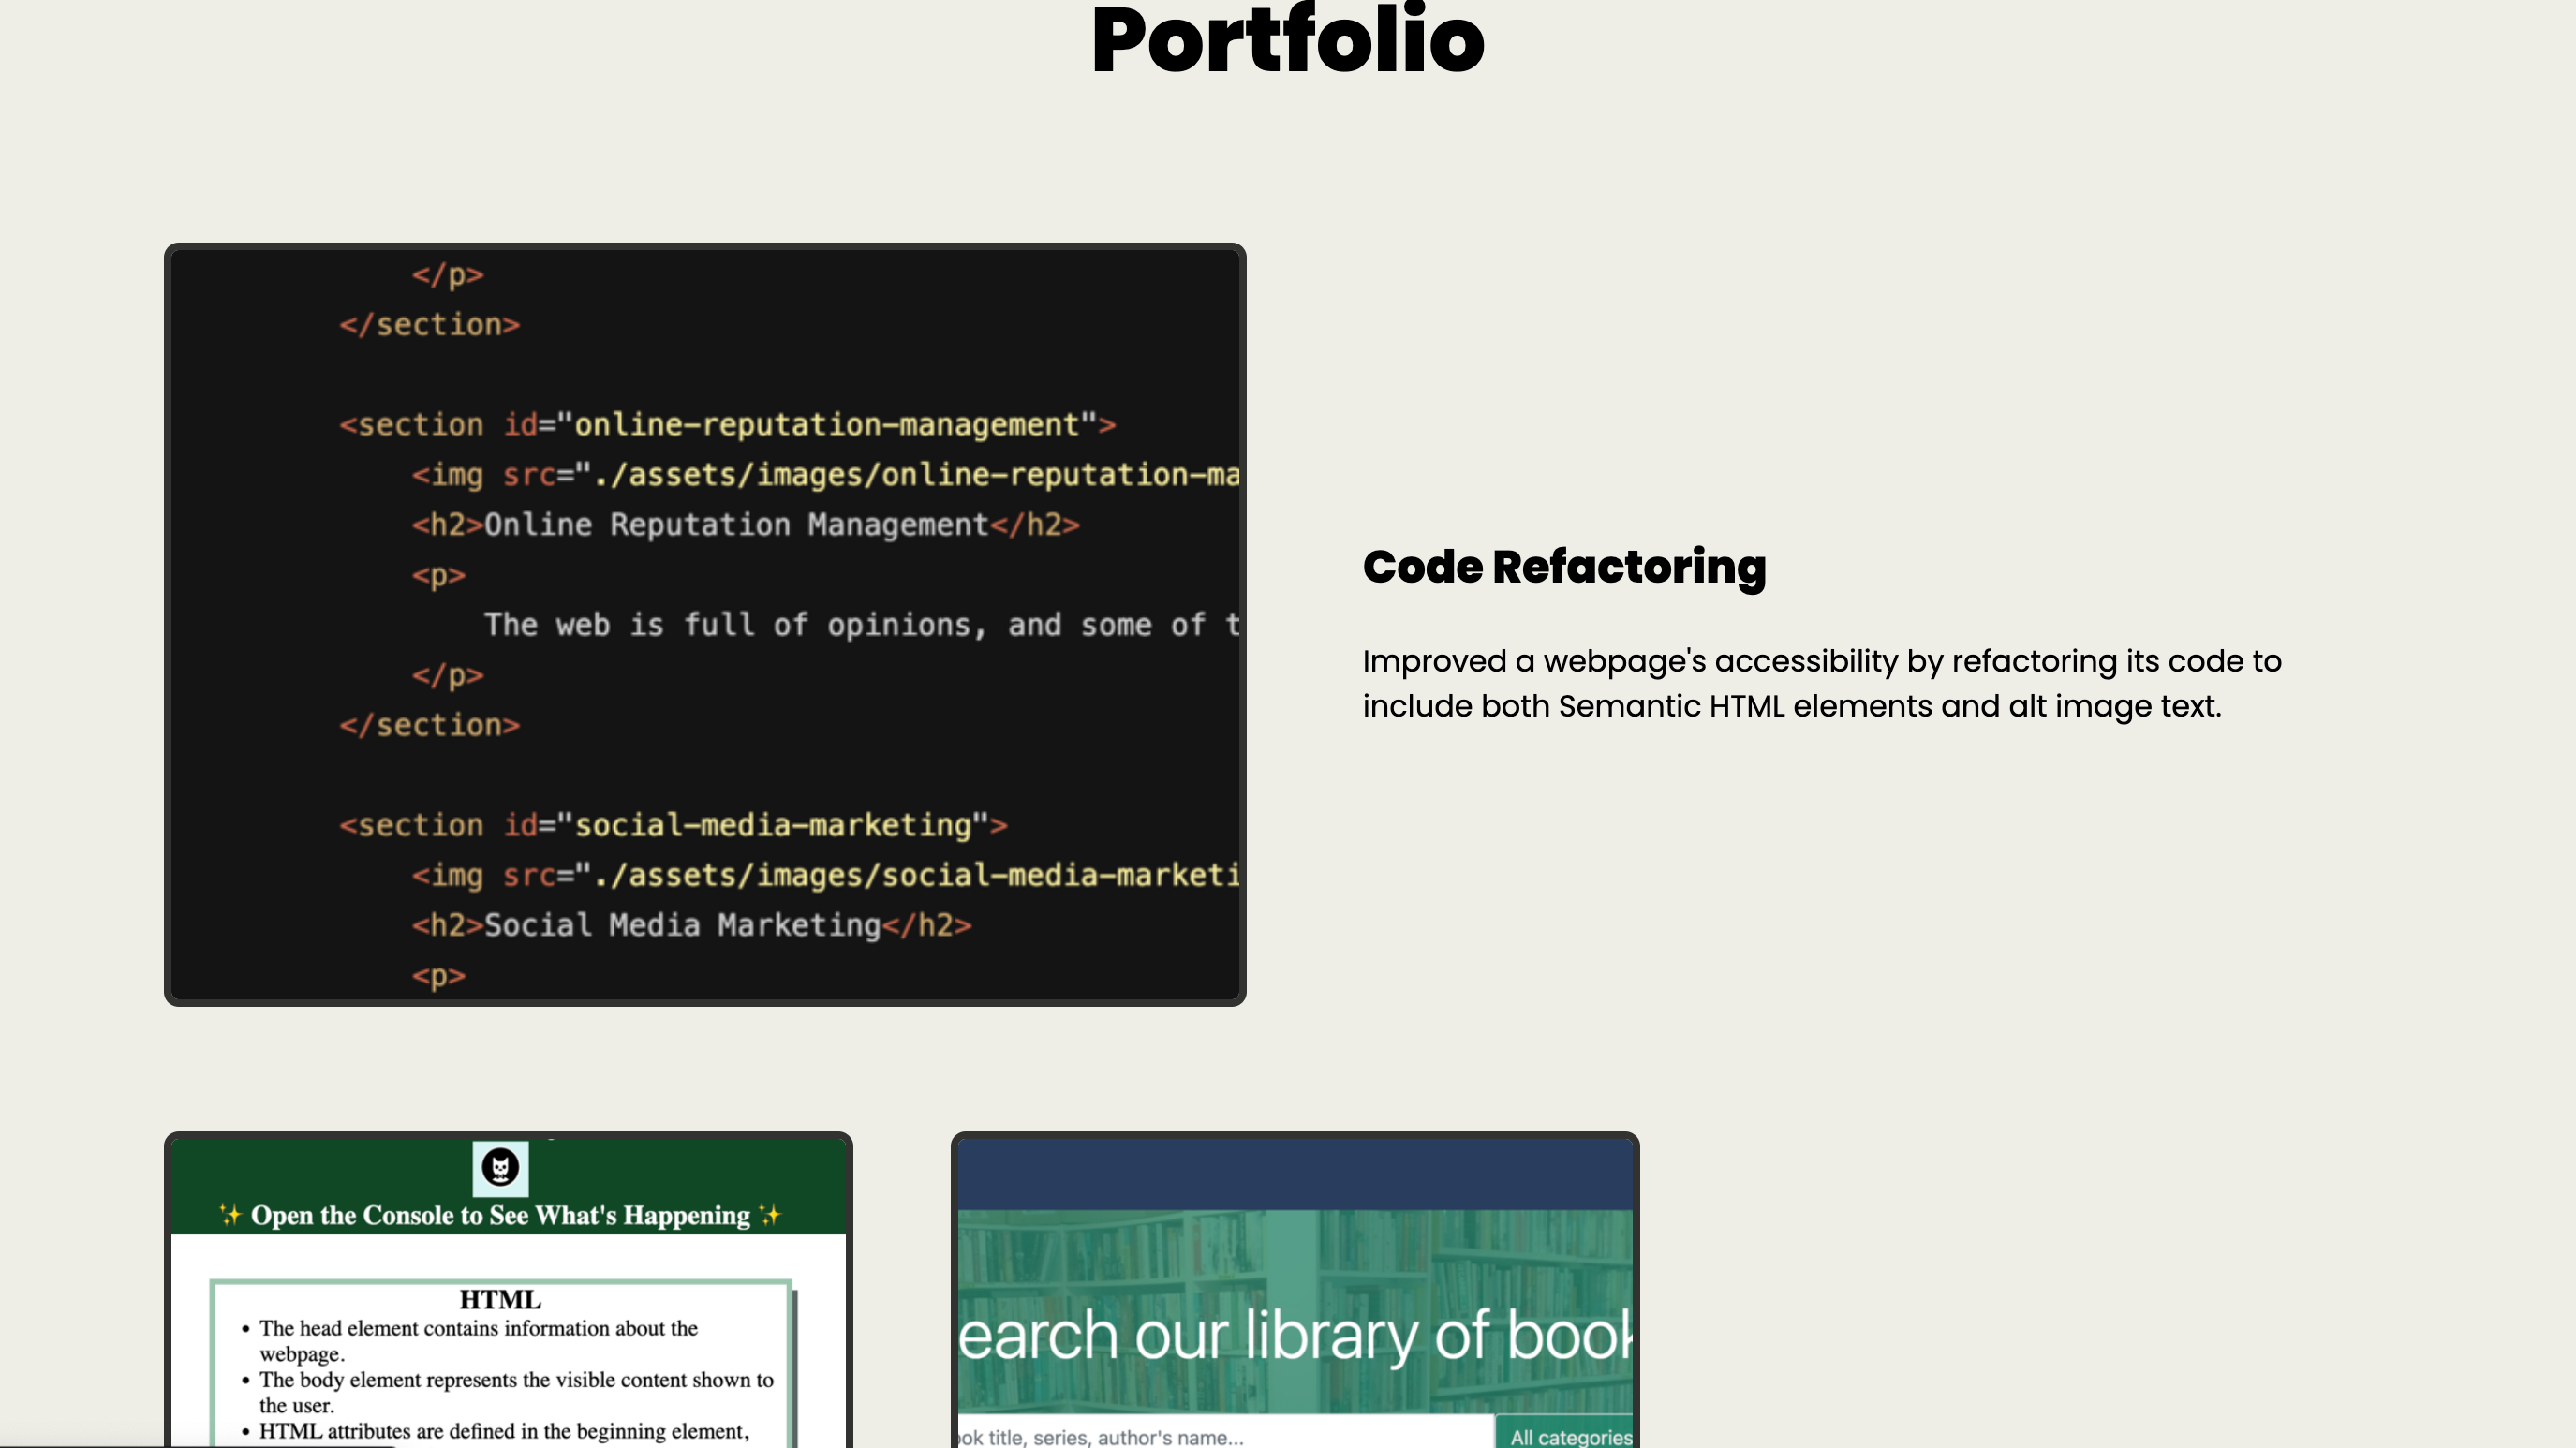 Portfolio
</p>
</section>
<section id="online-reputation-management">
<img src="./assets/images/online-reputation-ma
<h2>Online Reputation Management</h2>
<p>
The web is full of opinions, and some of t
</p>
</section>
<section id="social-media-marketing">
<img src="./assets/images/social-media-marketi
<h2>Social Media Marketing</h2>
<p>
Code Refactoring
Improved a webpage's accessibility by refactoring its code to
include both Semantic HTML elements and alt image text.
✨ Open the Console to See What's Happening ✨
HTML
• The head element contains information about the
webpage.
• The body element represents the visible content shown to
the user.
• HTML attributes are defined in the beginning element,
earch our library of book
ook title, series, author's name...
All categories